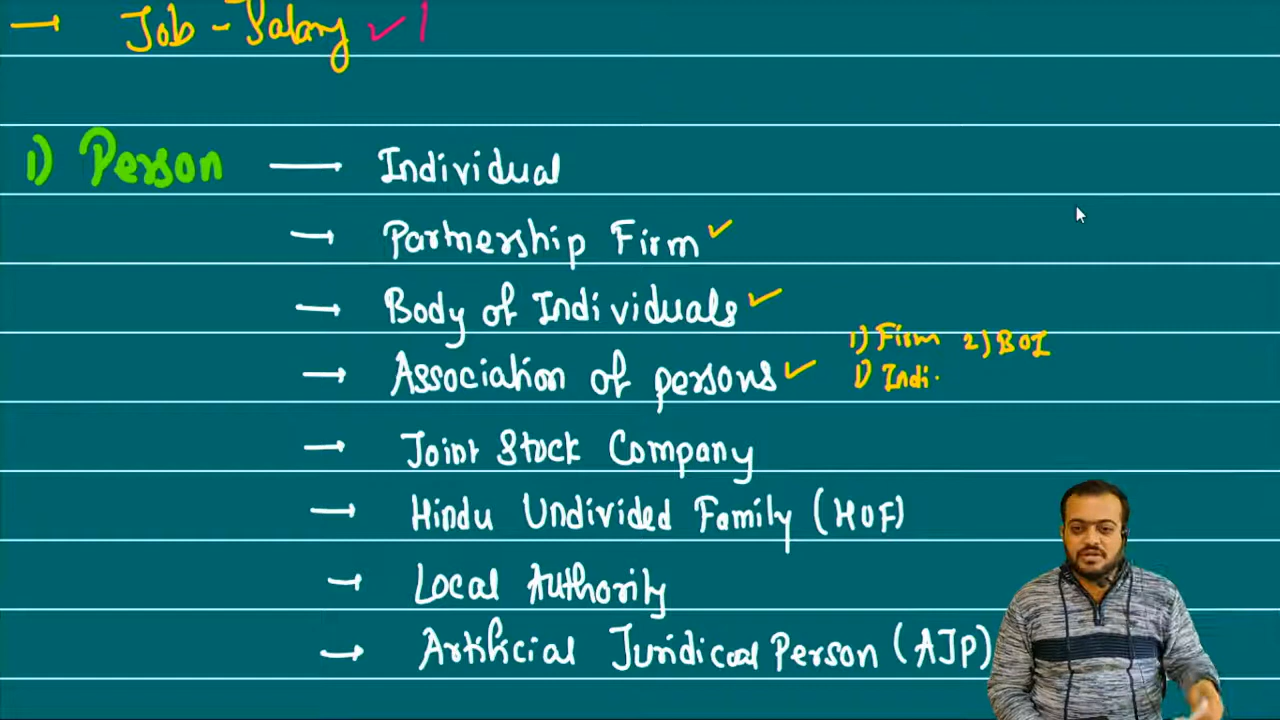 → Job - Salary ✓ 1
1) Person → Individual
→ Partnership Firm ✓
→ Body of Individuals ✓
→ Association of persons ✓ 1) Firm 2) BOI
1) Indi.
→ Joint Stock Company
→ Hindu Undivided Family (HUF)
→ Local Authority
→ Artificial Juridical Person (AJP)